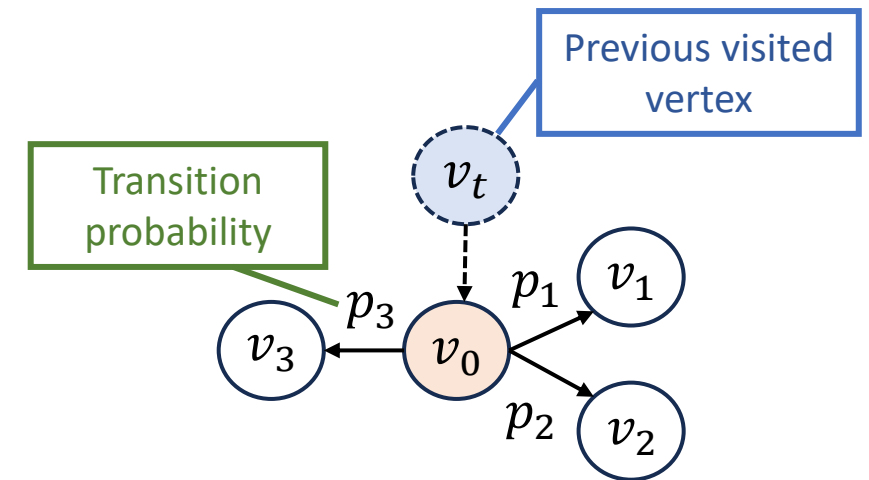 Previous visited
vertex
Transition
probability
v_t
p_1
v_1
p_3
v_3
v_0
p_2
v_2